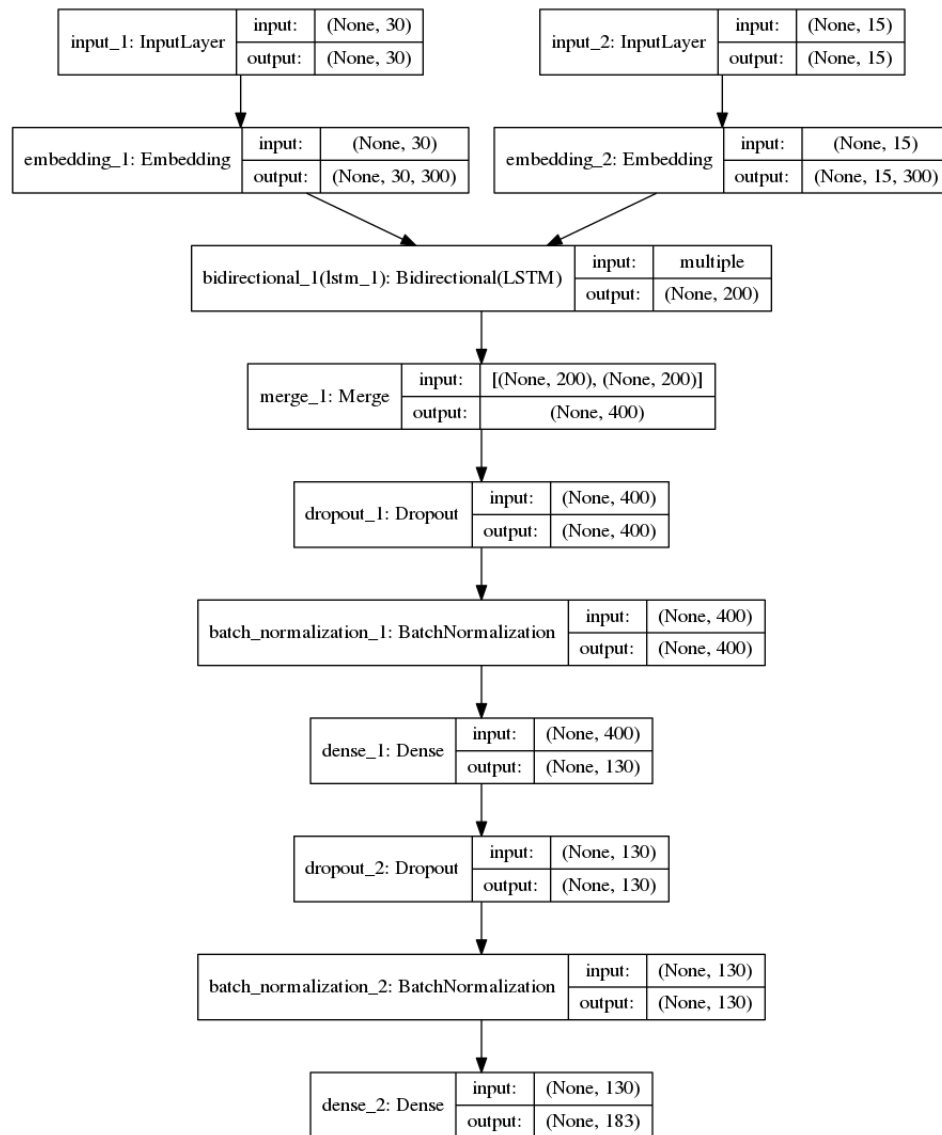 input_1: InputLayer
input: (None, 30)
output: (None, 30)
input_2: InputLayer
input: (None, 15)
output: (None, 15)
embedding_1: Embedding
input: (None, 30)
output: (None, 30, 300)
embedding_2: Embedding
input: (None, 15)
output: (None, 15, 300)
bidirectional_1(lstm_1): Bidirectional(LSTM)
input: multiple
output: (None, 200)
merge_1: Merge
input: [(None, 200), (None, 200)]
output: (None, 400)
dropout_1: Dropout
input: (None, 400)
output: (None, 400)
batch_normalization_1: BatchNormalization
input: (None, 400)
output: (None, 400)
dense_1: Dense
input: (None, 400)
output: (None, 130)
dropout_2: Dropout
input: (None, 130)
output: (None, 130)
batch_normalization_2: BatchNormalization
input: (None, 130)
output: (None, 130)
dense_2: Dense
input: (None, 130)
output: (None, 183)